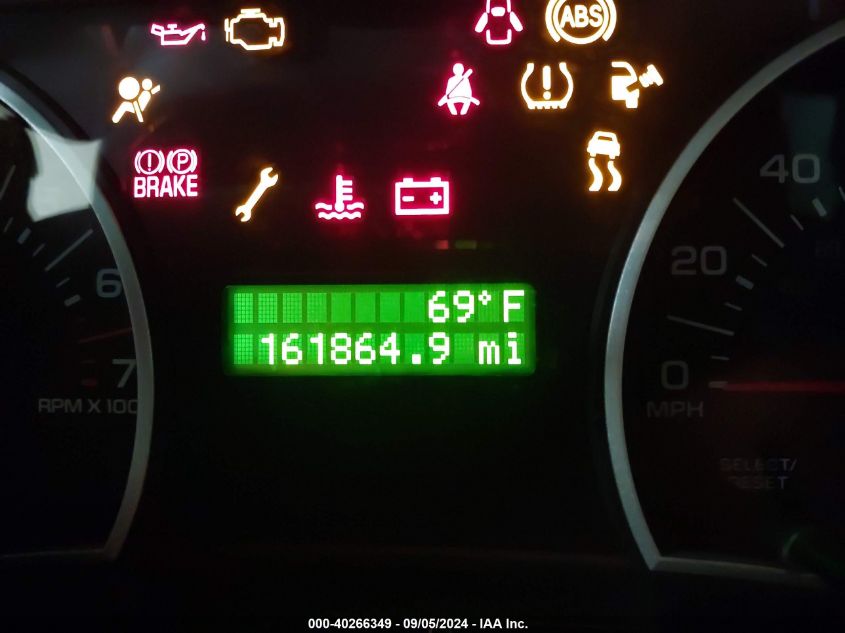 ABS
BRAKE
40
20
0
MPH
6
7
RPM X 100
69°F
161864.9 mi
SELECT/
RESET
000-40266349 - 09/05/2024 - IAA Inc.